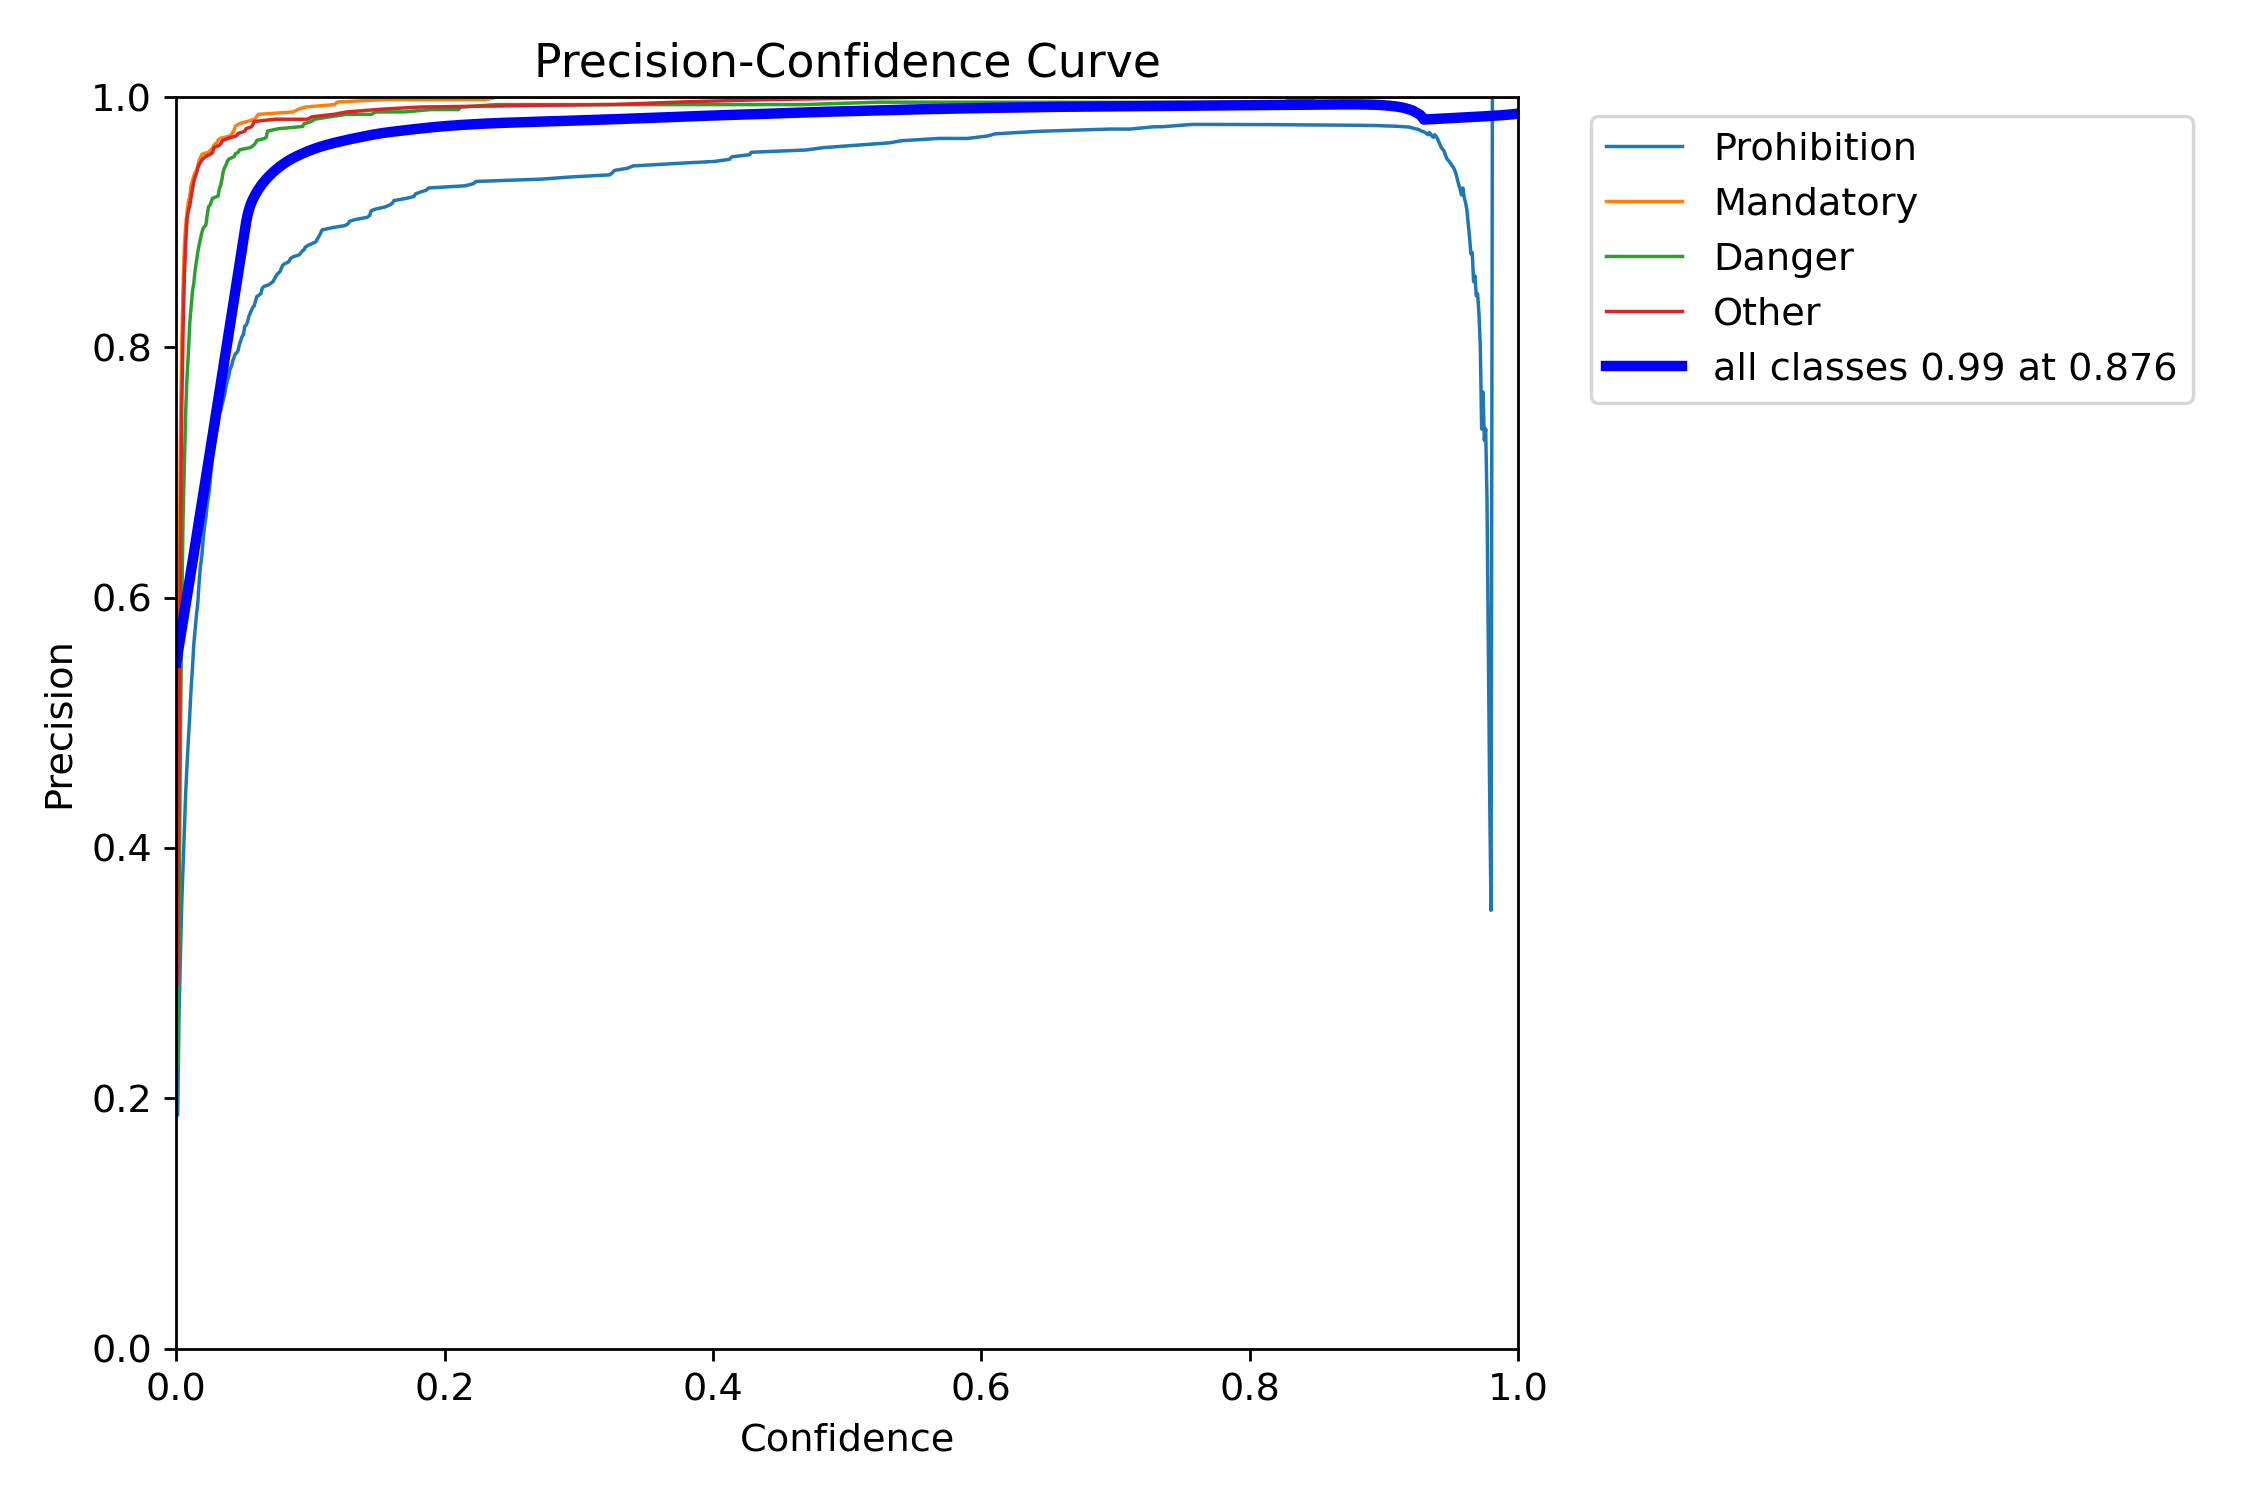 Precision-Confidence Curve
1.0
0.8
0.6
0.4
0.2
0.0
Precision
0.0 0.2 0.4 0.6 0.8 1.0
Confidence
Prohibition
Mandatory
Danger
Other
all classes 0.99 at 0.876